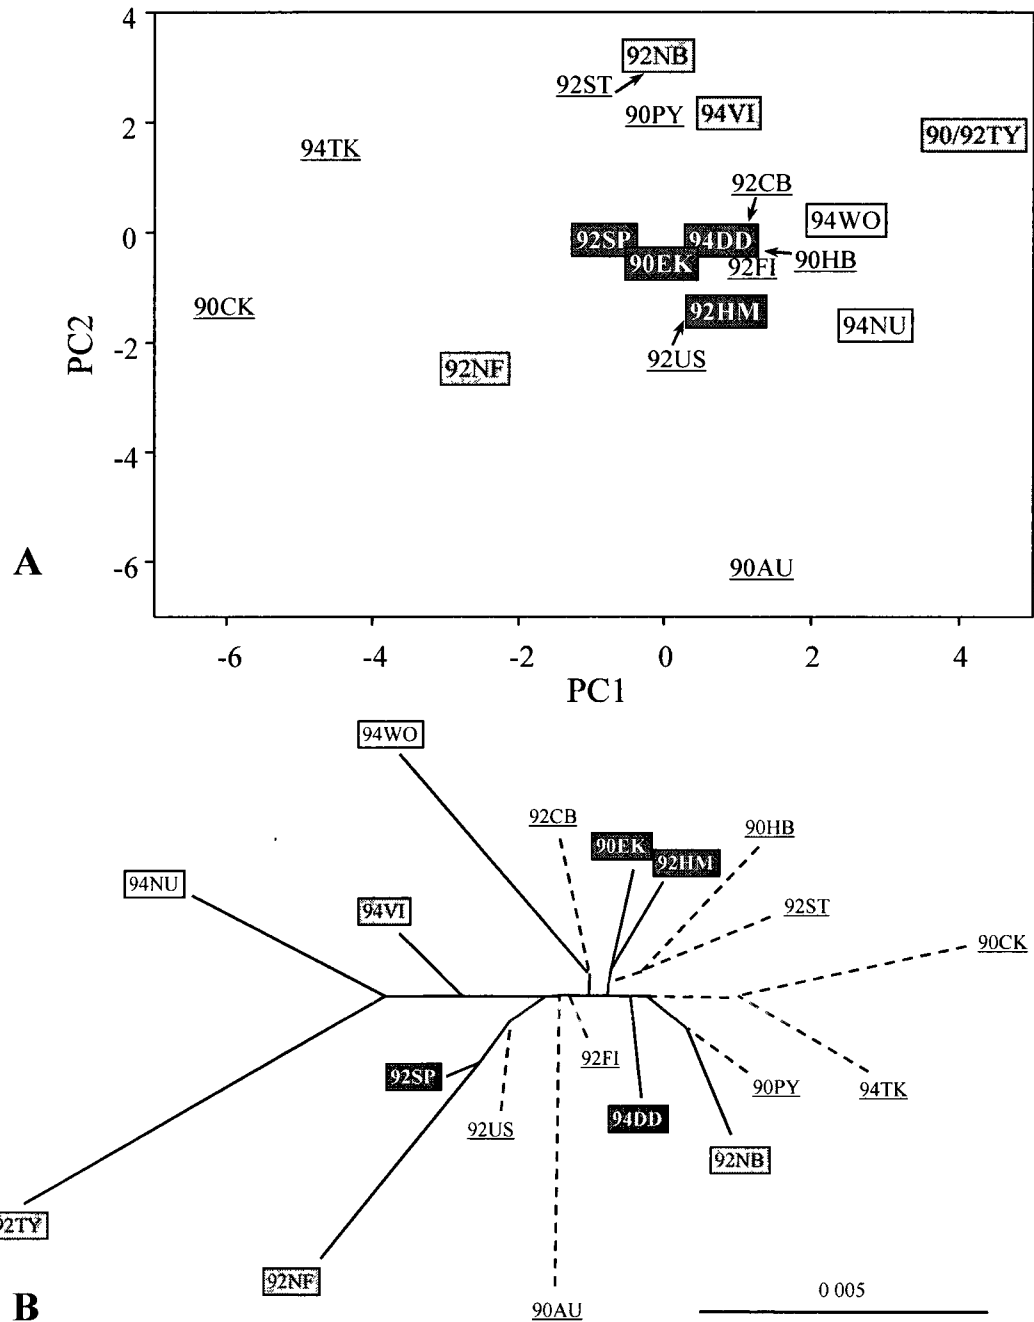 4
92NB
92ST
90PY 94VI
2
90/92TY
94TK
92CB
94WO
0
92SP 94DD
90EK 92FI 90HB
90CK
92HM
94NU
PC2
-2
92US
92NF
-4
A
-6
90AU
-6 -4 -2 0 2 4
PC1
94WO
92CB
90EK 90HB
92HM
94NU
94VI
92ST
90CK
92FI
92SP
90PY 94TK
92US
94DD
92NB
92TY
92NF
0 005
B
90AU